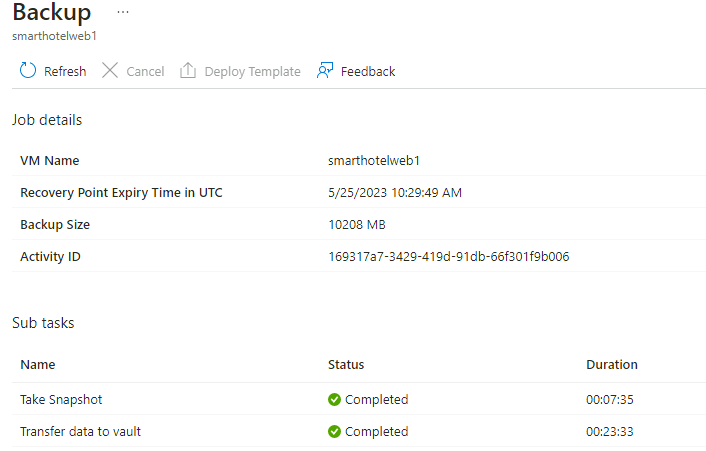 Backup ...
smarthotelweb1
Refresh Cancel Deploy Template Feedback
Job details
VM Name smarthotelweb1
Recovery Point Expiry Time in UTC 5/25/2023 10:29:49 AM
Backup Size 10208 MB
Activity ID 169317a7-3429-419d-91db-66f301f9b006
Sub tasks
Name Status Duration
Take Snapshot Completed 00:07:35
Transfer data to vault Completed 00:23:33